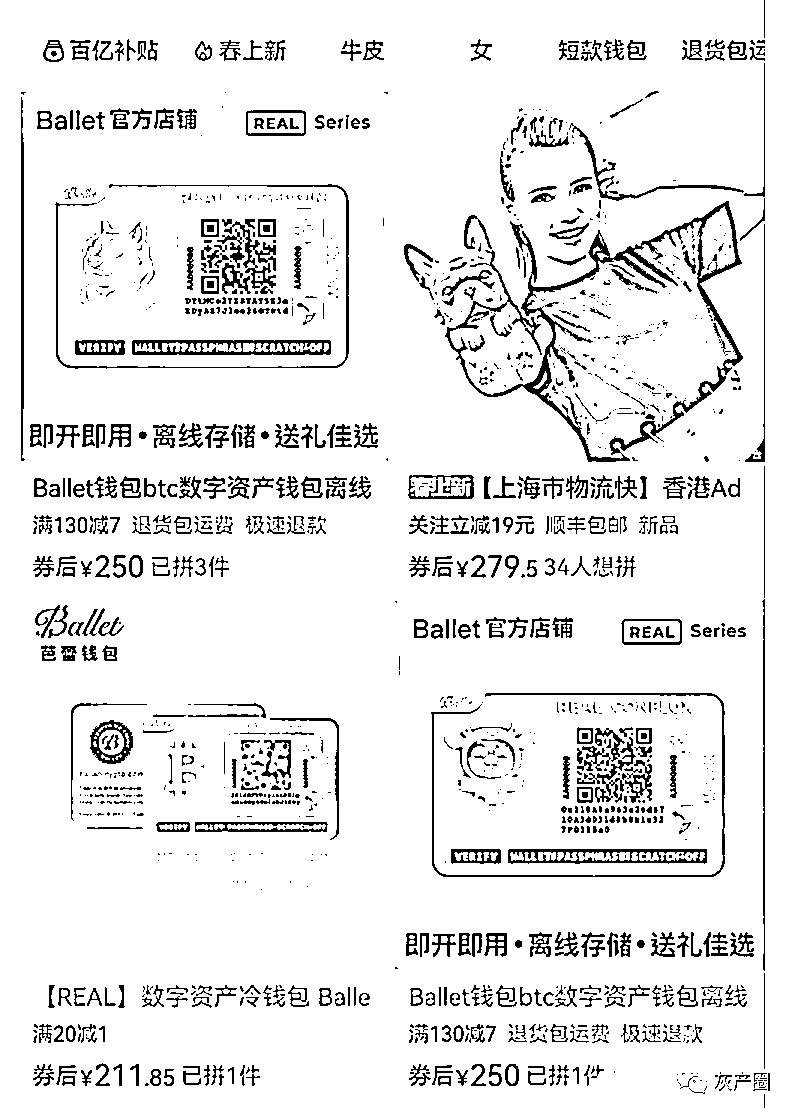 百亿补贴 春上新 牛皮 女 短款钱包 退货包运
Ballet官方店铺 REAL Series
VERIFY WALLET PASSPHRASE SCRATCH-OFF
即开即用•离线存储•送礼佳选
Ballet钱包btc数字资产钱包离线
满130减7 退货包运费 极速退款
券后¥250 已拼3件
春上新【上海市物流快】香港Ad
关注立减19元 顺丰包邮 新品
券后¥279.5 34人想拼
Ballet
芭蕾钱包
VERIFY WALLET PASSPHRASE SCRATCH-OFF
【REAL】数字资产冷钱包 Balle
满20减1
券后¥211.85 已拼1件
Ballet官方店铺 REAL Series
VERIFY WALLET PASSPHRASE SCRATCH-OFF
即开即用•离线存储•送礼佳选
Ballet钱包btc数字资产钱包离线
满130减7 退货包运费 极速退款
券后¥250 已拼1件
灰产圈